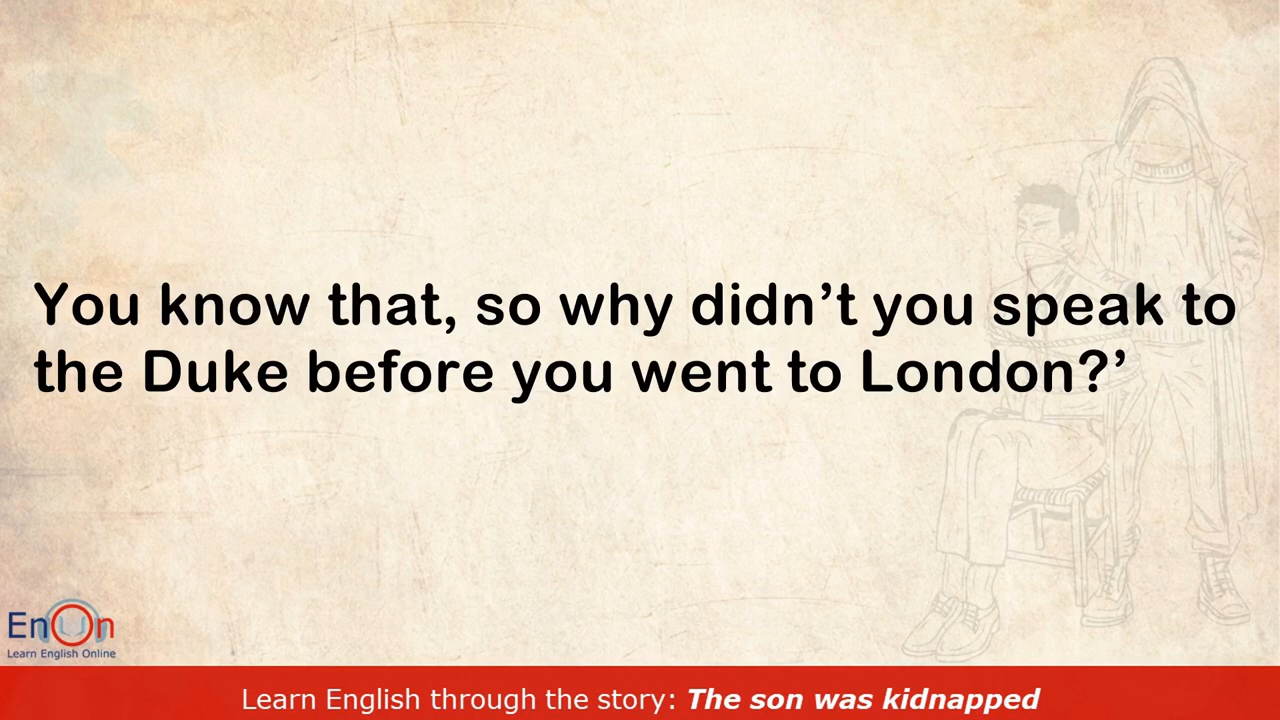 You know that, so why didn’t you speak to
the Duke before you went to London?’
EnOn
Learn English Online
Learn English through the story: The son was kidnapped